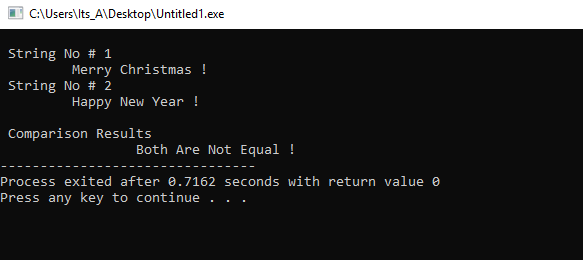 C:\Users\Its_A\Desktop\Untitled1.exe
String No # 1
Merry Christmas !
String No # 2
Happy New Year !
Comparison Results
Both Are Not Equal !
--------------------------------
Process exited after 0.7162 seconds with return value 0
Press any key to continue . . .